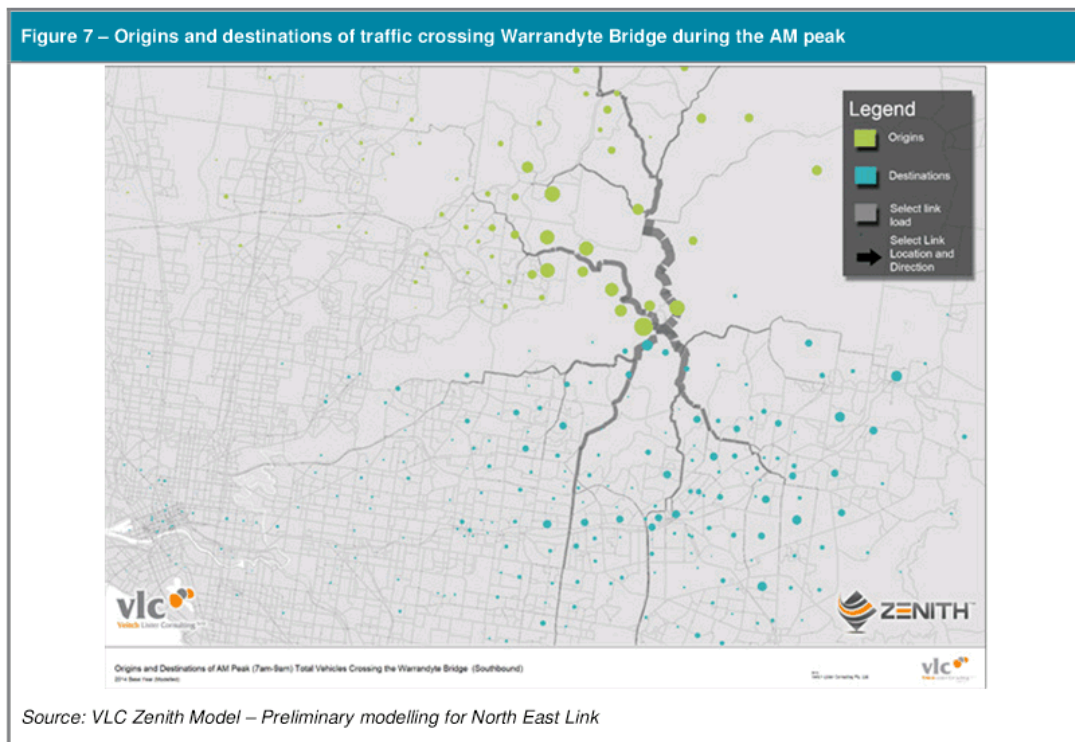 Figure 7 – Origins and destinations of traffic crossing Warrandyte Bridge during the AM peak
Legend
Origins
Destinations
Select link
load
Select Link
Location and
Direction
vlc
Veitch Lister Consulting
ZENITH™
Origins and Destinations of AM Peak (7am-9am) Total Vehicles Crossing the Warrandyte Bridge (Southbound)
2014 Base Year (Modelled)
vlc
Source: VLC Zenith Model – Preliminary modelling for North East Link